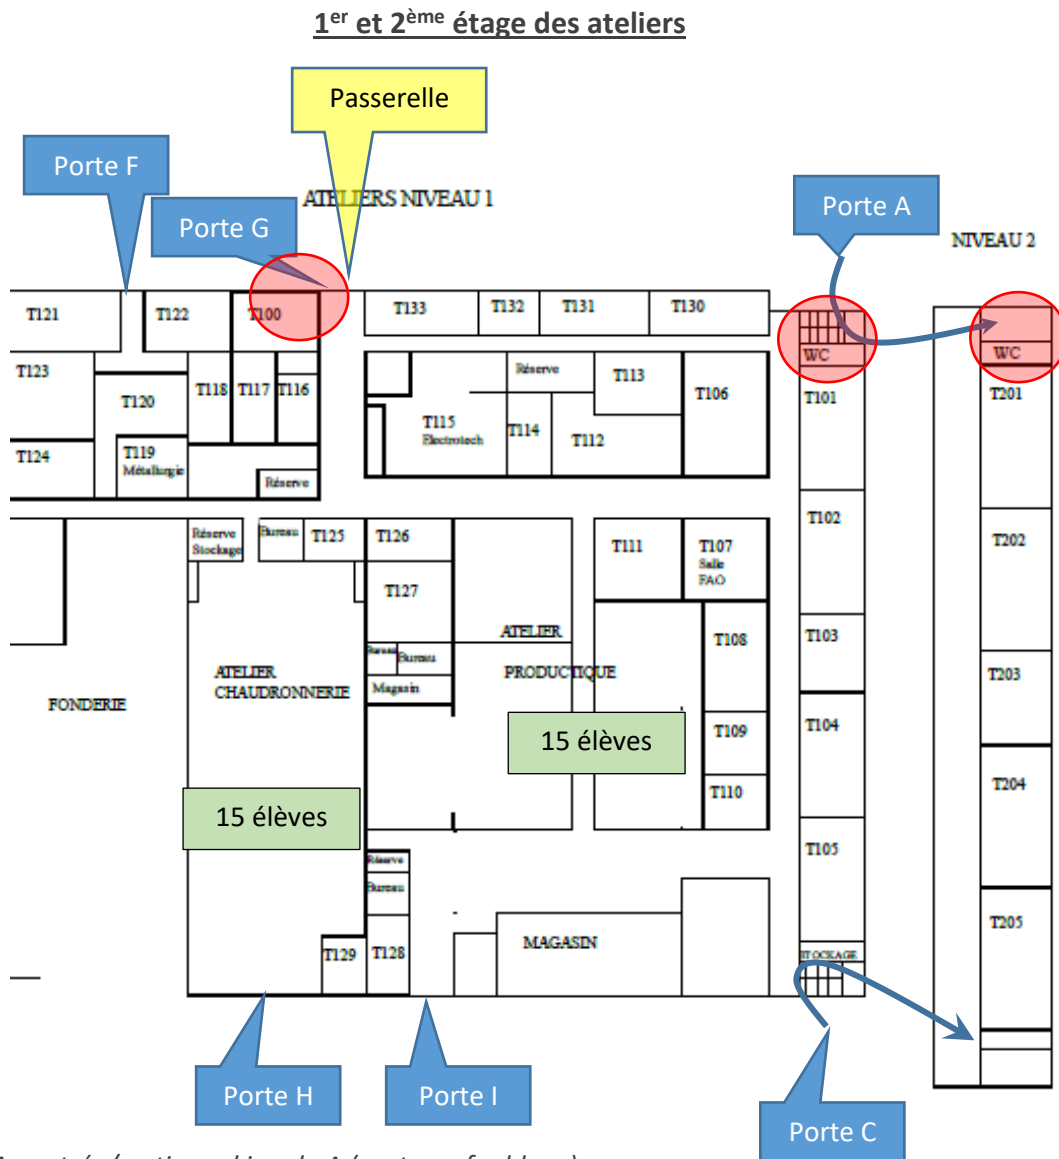 1er et 2ème étage des ateliers
Passerelle
Porte F
ATELIERS NIVEAU 1
Porte A
Porte G
NIVEAU 2
T121
T122
T100
T133
T132
T131
T130
WC
WC
T123
T118
T117
T116
Réserve
T113
T106
T101
T201
T120
T115
Electrotech
T114
T112
T124
T119
Métallurgie
Réserve
T102
T202
Réserve
Stockage
Bureau
T125
T126
T111
T107
Salle
FAO
T127
ATELIER
PRODUCTIQUE
T108
T103
T203
Bureau
Bureau
Magasin
ATELIER
CHAUDRONNERIE
FONDERIE
15 élèves
T109
T104
T110
T204
15 élèves
T105
Réserve
Bureau
T205
T129
T128
MAGASIN
STOCKAGE
Porte H
Porte I
Porte C